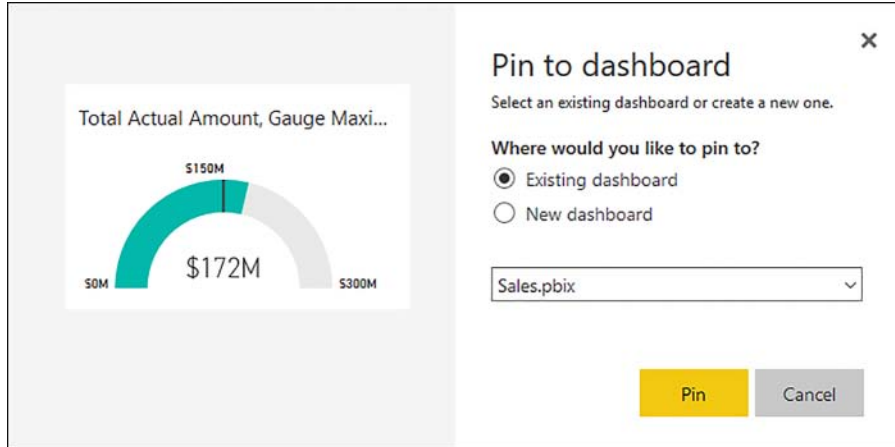 Total Actual Amount, Gauge Maxi...
$150M
$172M
$0M
$300M
Pin to dashboard
Select an existing dashboard or create a new one.
Where would you like to pin to?
Existing dashboard
New dashboard
Sales.pbix
Pin
Cancel